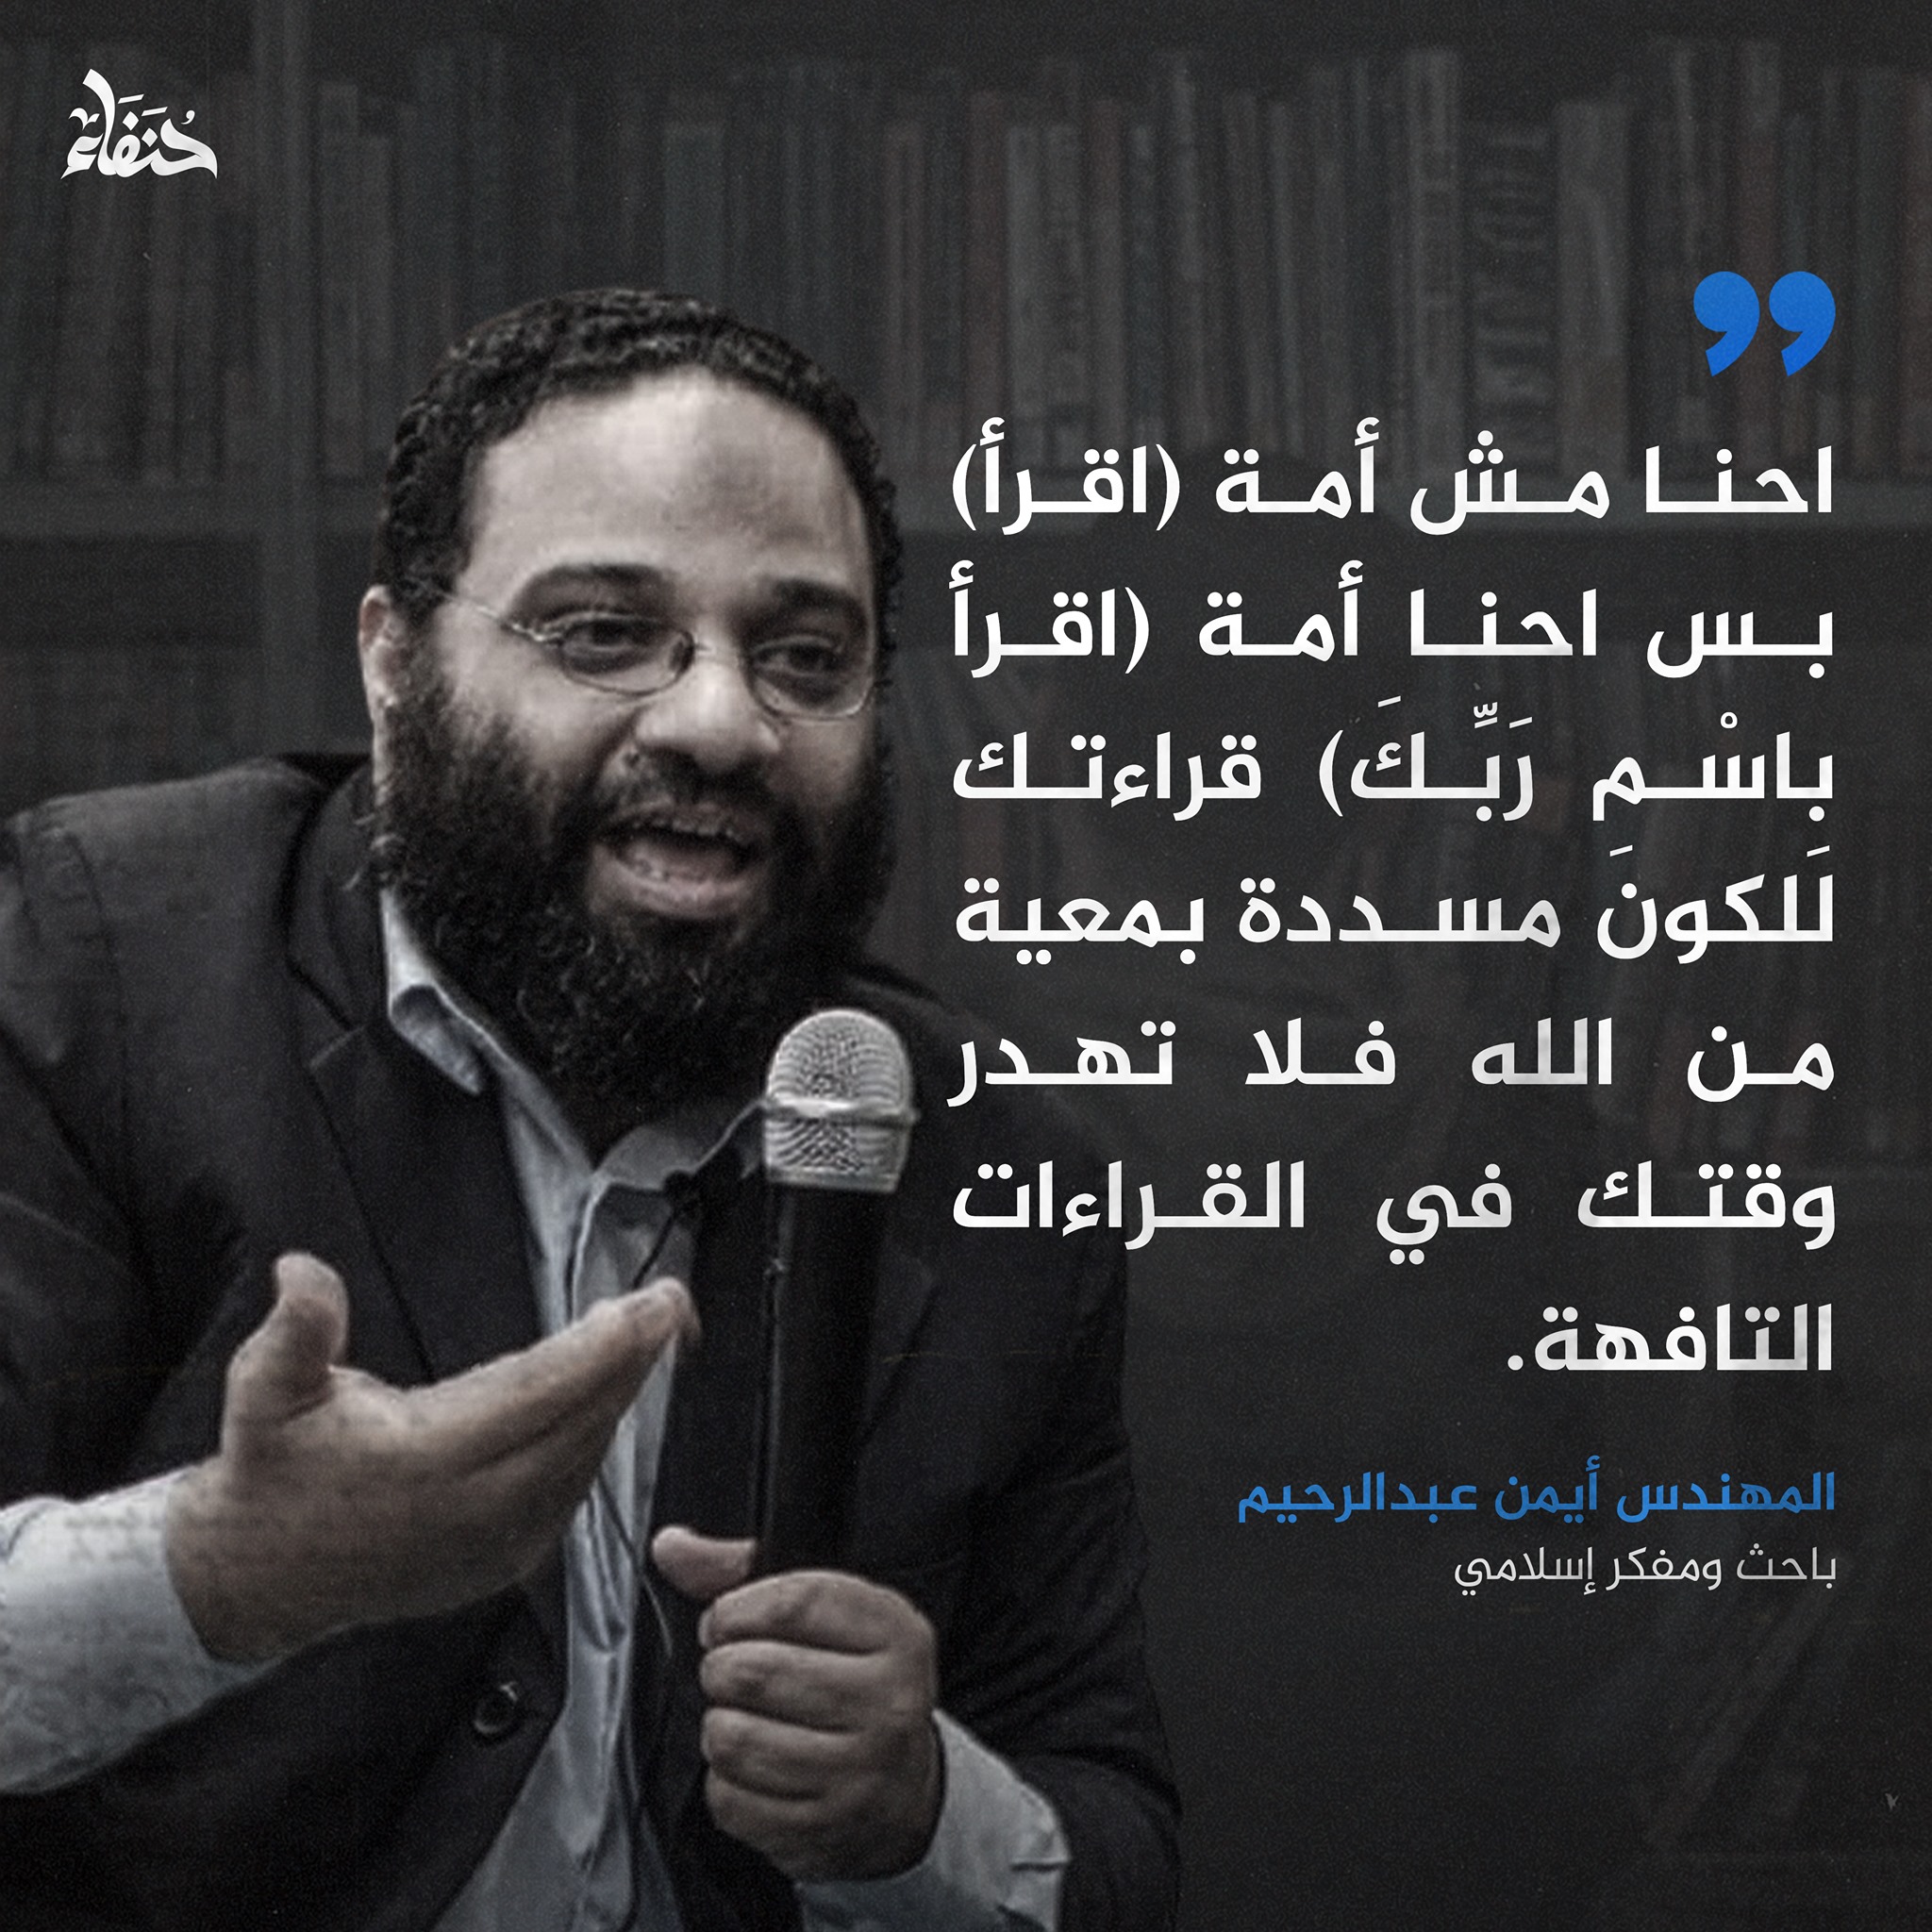 حُنَفَاء
احنا مش أمة (اقرأ)
بس احنا أمة (اقرأ
بِاسْمِ رَبِّكَ) قراءتك
لَلكونَ مسددة بمعية
من الله فلا تهدر
وقتك في القراءات
التافهة.
المهندس أيمن عبدالرحيم
باحث ومفكر إسلامي